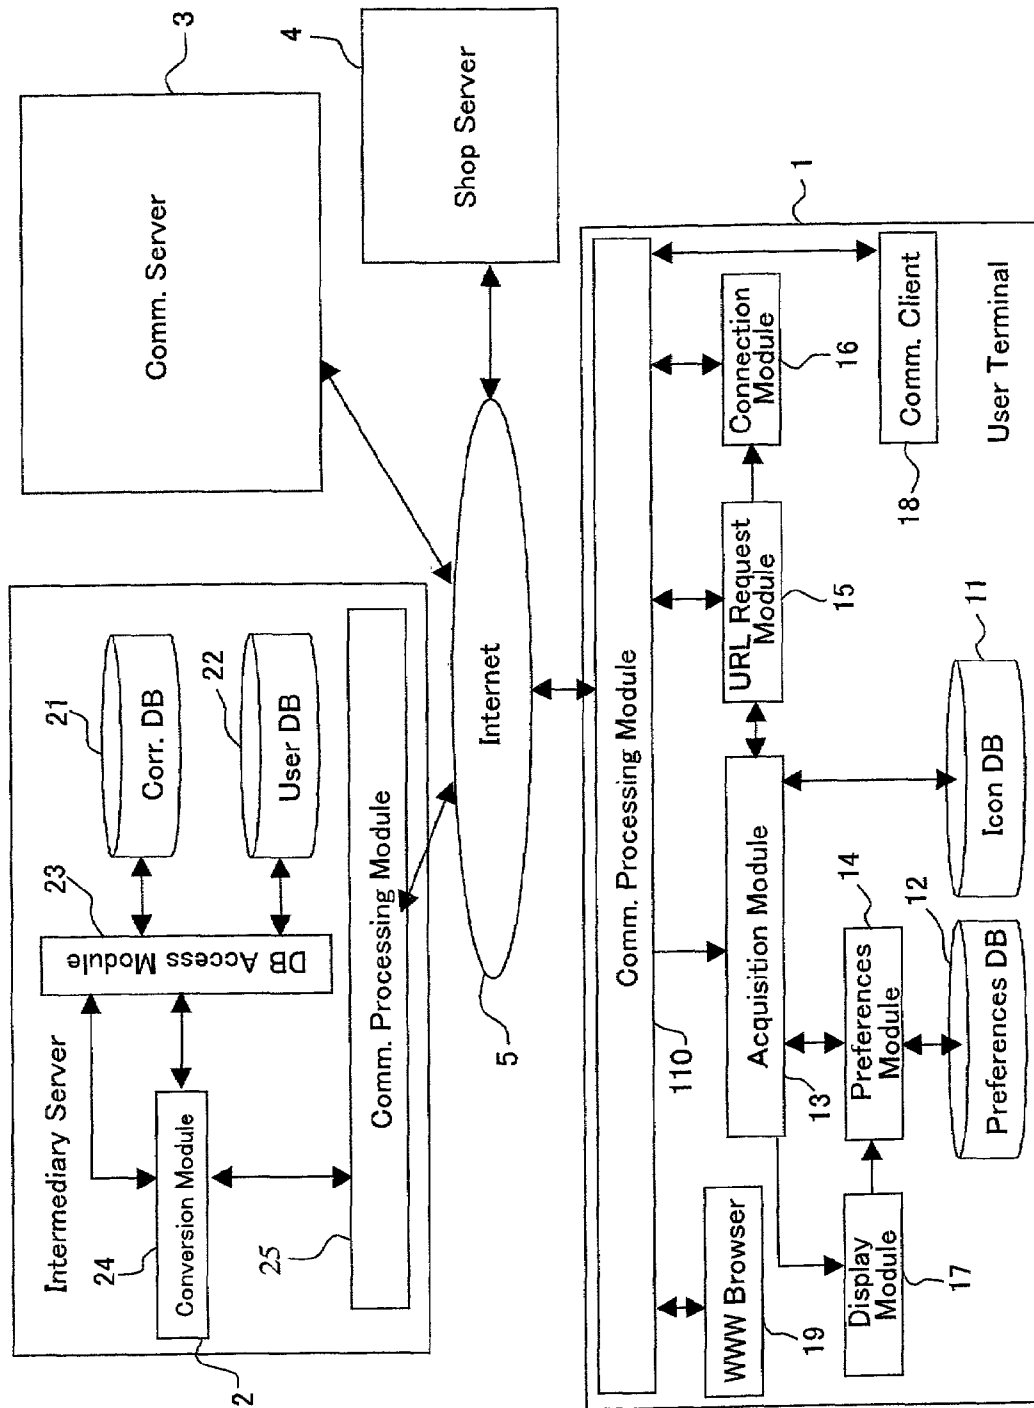 Intermediary Server
2
24
Conversion Module
23
DB Access Module
21
Corr. DB
22
User DB
25
Comm. Processing Module
3
Comm. Server
4
Shop Server
Internet
5
1
Comm. Processing Module
110
WWW Browser
19
Acquisition Module
13
URL Request
Module
15
Connection
Module
16
Display
Module
17
Preferences
Module
14
12
Preferences DB
11
Icon DB
18
Comm. Client
User Terminal